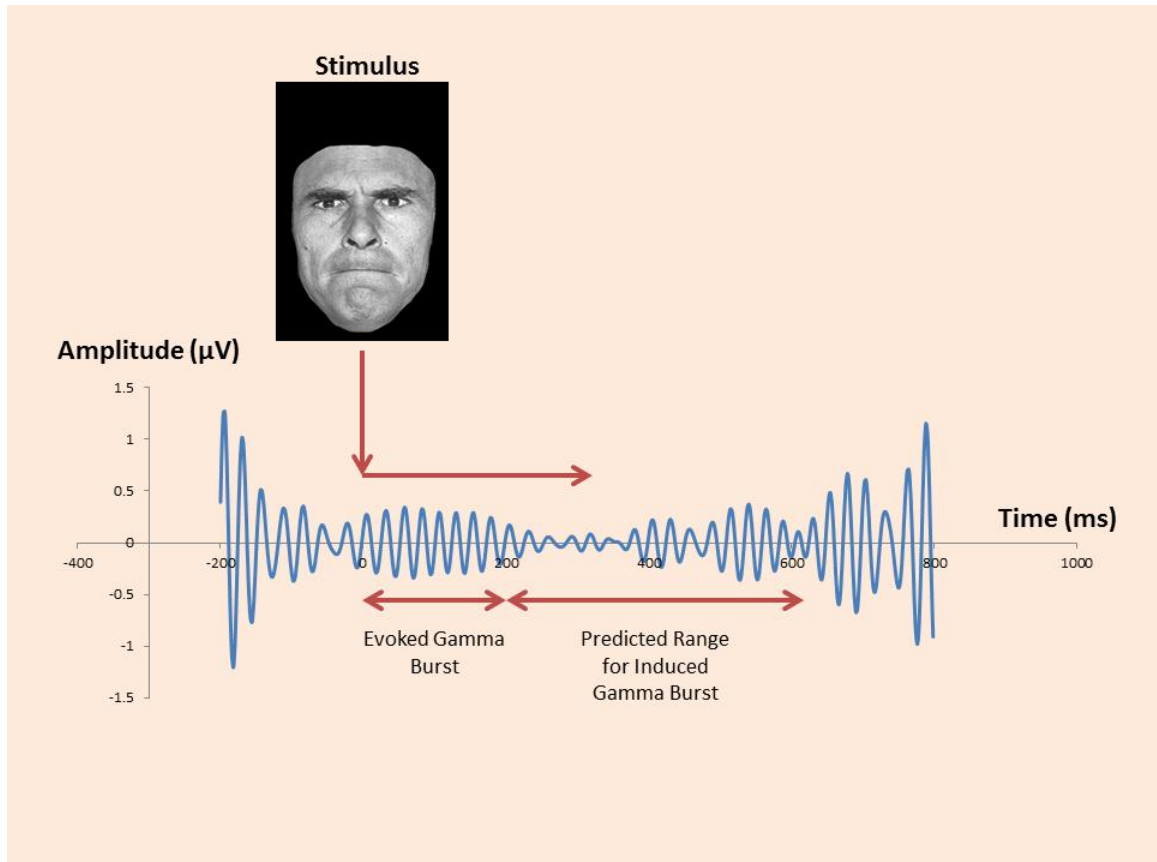 Stimulus
Amplitude (µV)
1.5
1
0.5
Time (ms)
0
-400
-200
0
200
400
600
800
1000
-0.5
Evoked Gamma
Burst
Predicted Range
for Induced
Gamma Burst
-1
-1.5